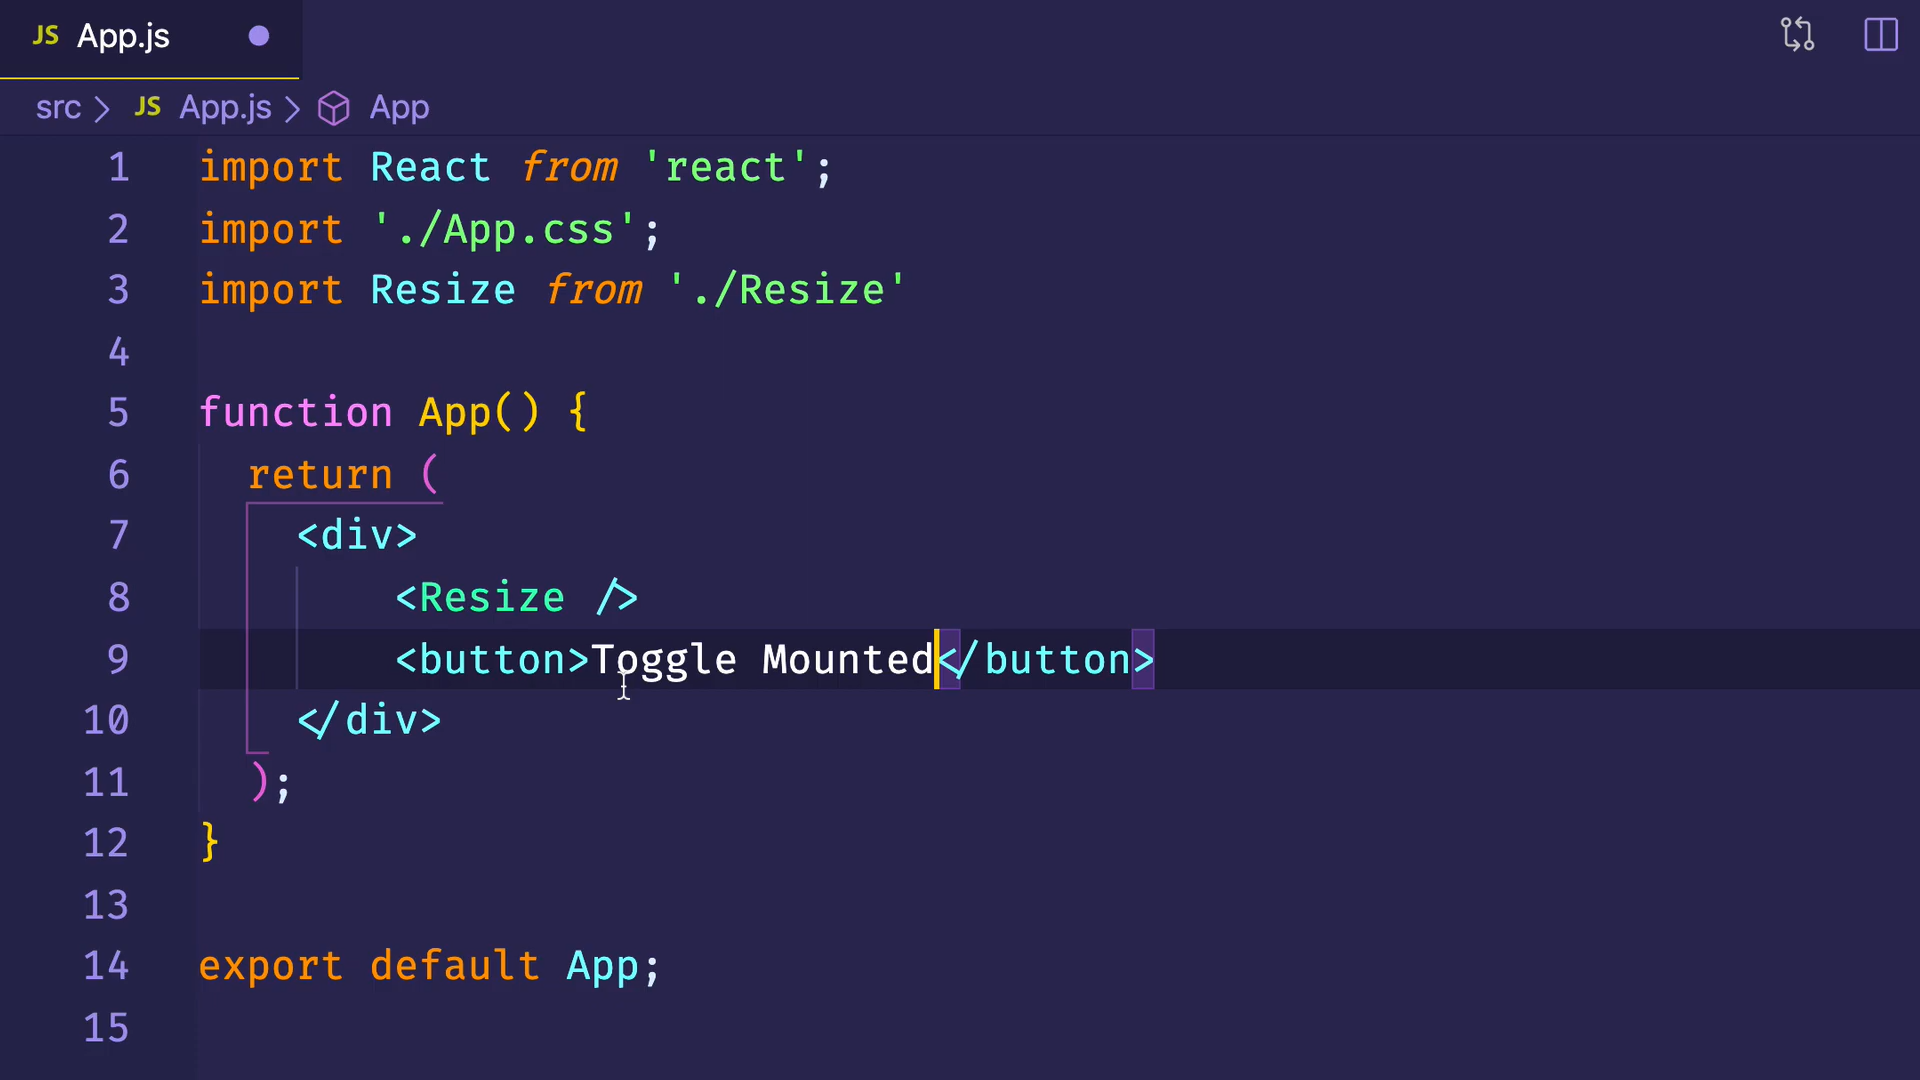 JS App.js
src > JS App.js > App
1 import React from 'react';
2 import './App.css';
3 import Resize from './Resize'
4
5 function App() {
6   return (
7     <div>
8         <Resize />
9         <button>Toggle Mounted</button>
10     </div>
11   );
12 }
13
14 export default App;
15